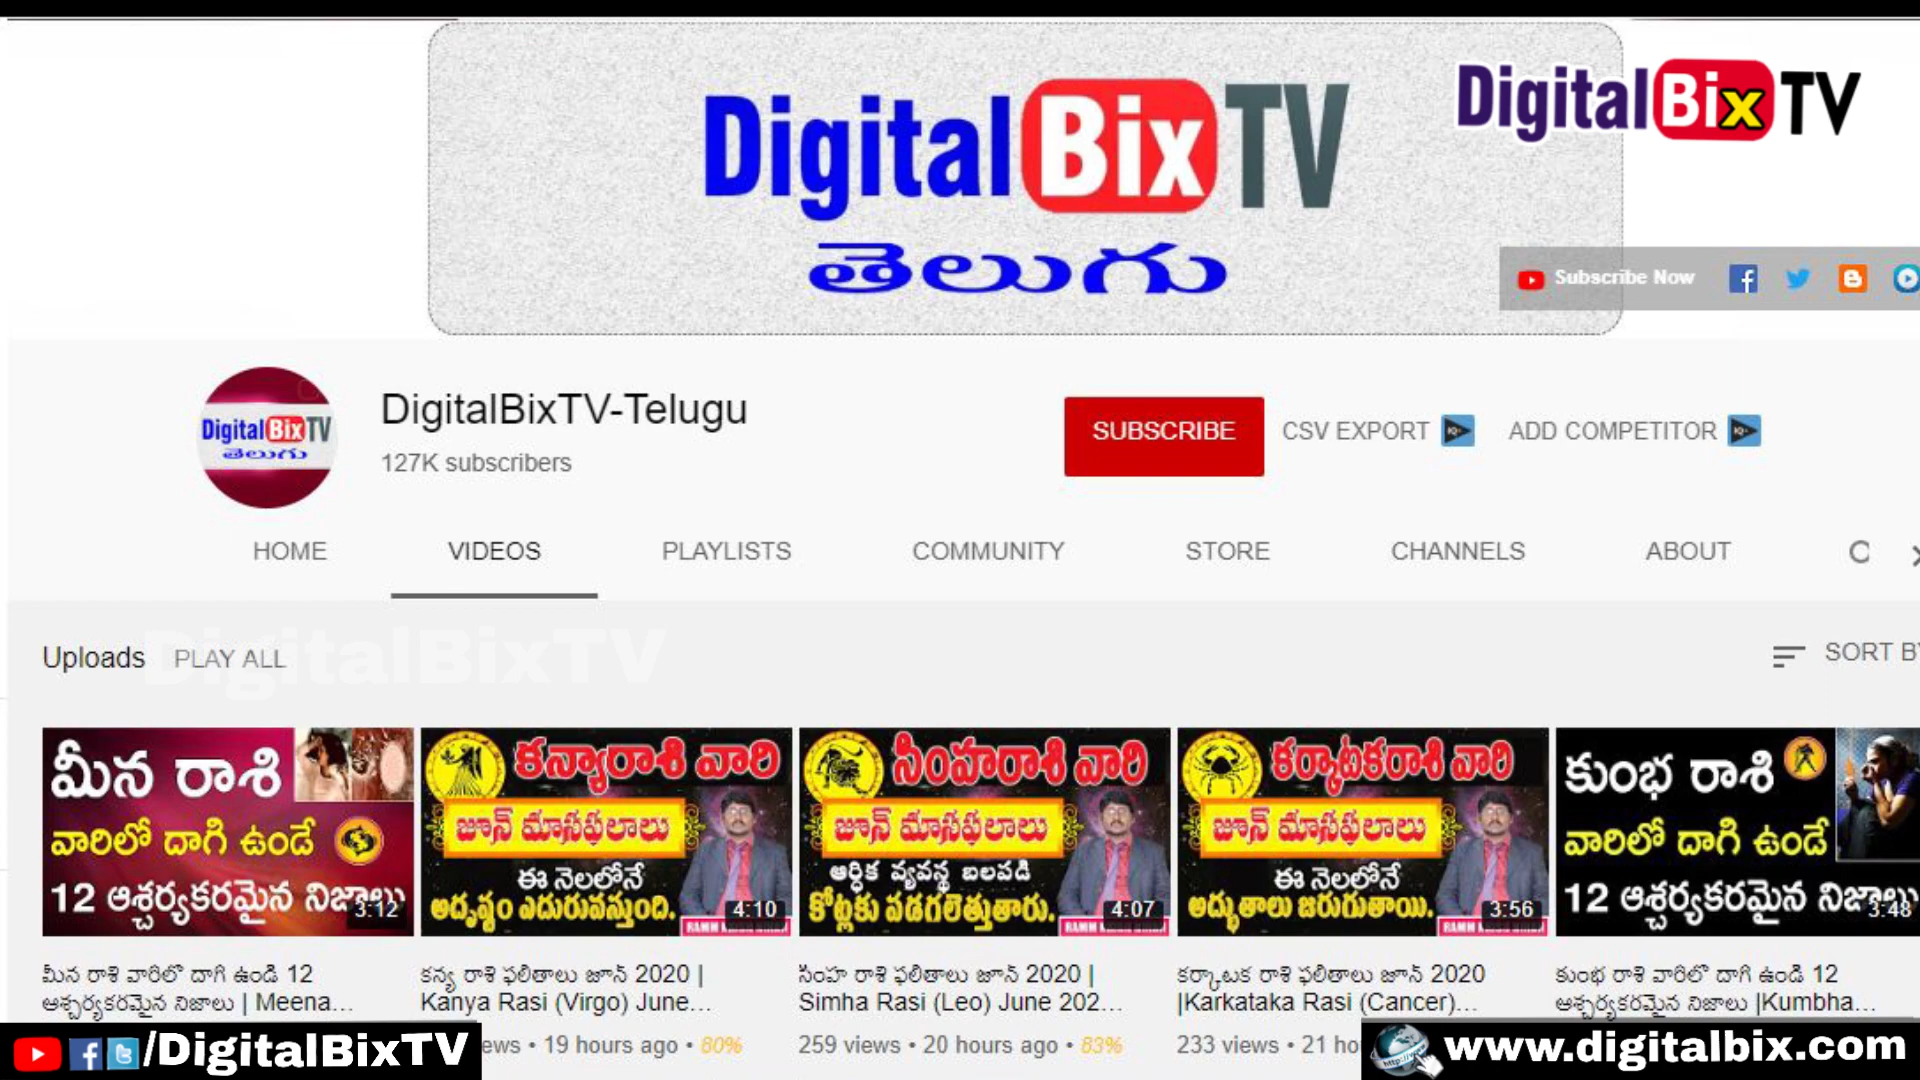 DigitalBixTV
తెలుగు
DigitalBixTV
Subscribe Now
DigitalBixTV
తెలుగు
DigitalBixTV-Telugu
127K subscribers
SUBSCRIBE
CSV EXPORT
ADD COMPETITOR
HOME VIDEOS PLAYLISTS COMMUNITY STORE CHANNELS ABOUT
Uploads PLAY ALL
DigitalBixTV
SORT BY
మీన రాశి
వారిలో దాగి ఉండే
12 ఆశ్చర్యకరమైన నిజాలు
3:12
కన్యారాశి వారి
జూన్ మాసఫలాలు
ఈ నెలలోనే
అదృష్టం ఎదురువస్తుంది.
4:10
సింహరాశి వారి
జూన్ మాసఫలాలు
ఆర్ధిక వ్యవస్థ బలపడి
కోట్లకు పడగలెత్తుతారు.
4:07
కర్కాటకరాశి వారి
జూన్ మాసఫలాలు
ఈ నెలలోనే
అద్భుతాలు జరుగుతాయి.
3:56
కుంభ రాశి
వారిలో దాగి ఉండే
12 ఆశ్చర్యకరమైన నిజాలు
3:48
మీన రాశి వారిలో దాగి ఉండి 12
ఆశ్చర్యకరమైన నిజాలు | Meena...
కన్య రాశి ఫలితాలు జూన్ 2020 |
Kanya Rasi (Virgo) June...
ews • 19 hours ago • 80%
సింహ రాశి ఫలితాలు జూన్ 2020 |
Simha Rasi (Leo) June 202...
259 views • 20 hours ago • 83%
కర్కాటక రాశి ఫలితాలు జూన్ 2020
|Karkataka Rasi (Cancer)...
233 views • 21 ho
కుంభ రాశి వారిలో దాగి ఉండి 12
ఆశ్చర్యకరమైన నిజాలు |Kumbha...
/DigitalBixTV
www.digitalbix.com